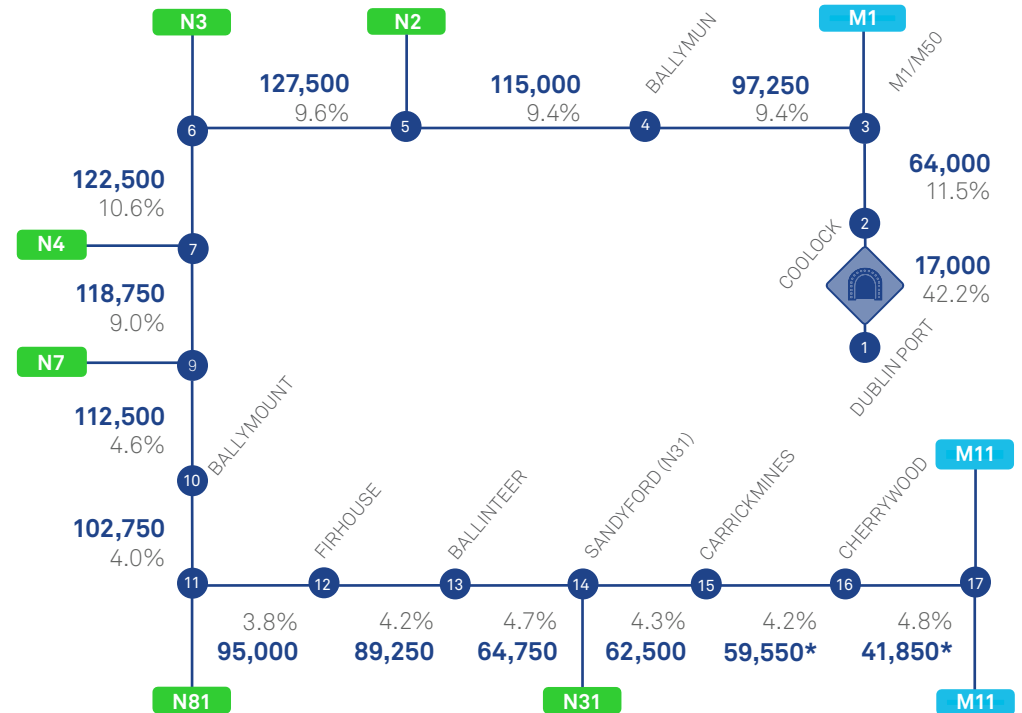 N3
N2
M1
M1/M50
BALLYMUN
127,500
9.6%
115,000
9.4%
97,250
9.4%
6
5
4
3
64,000
11.5%
122,500
10.6%
2
COOLOCK
N4
7
17,000
42.2%
118,750
9.0%
1
DUBLIN PORT
N7
9
112,500
4.6%
BALLYMOUNT
10
102,750
4.0%
FIRHOUSE
BALLINTEER
SANDYFORD (N31)
CARRICKMINES
CHERRYWOOD
M11
11
12
13
14
15
16
17
3.8%
95,000
4.2%
89,250
4.7%
64,750
4.3%
62,500
4.2%
59,550*
4.8%
41,850*
N81
N31
M11